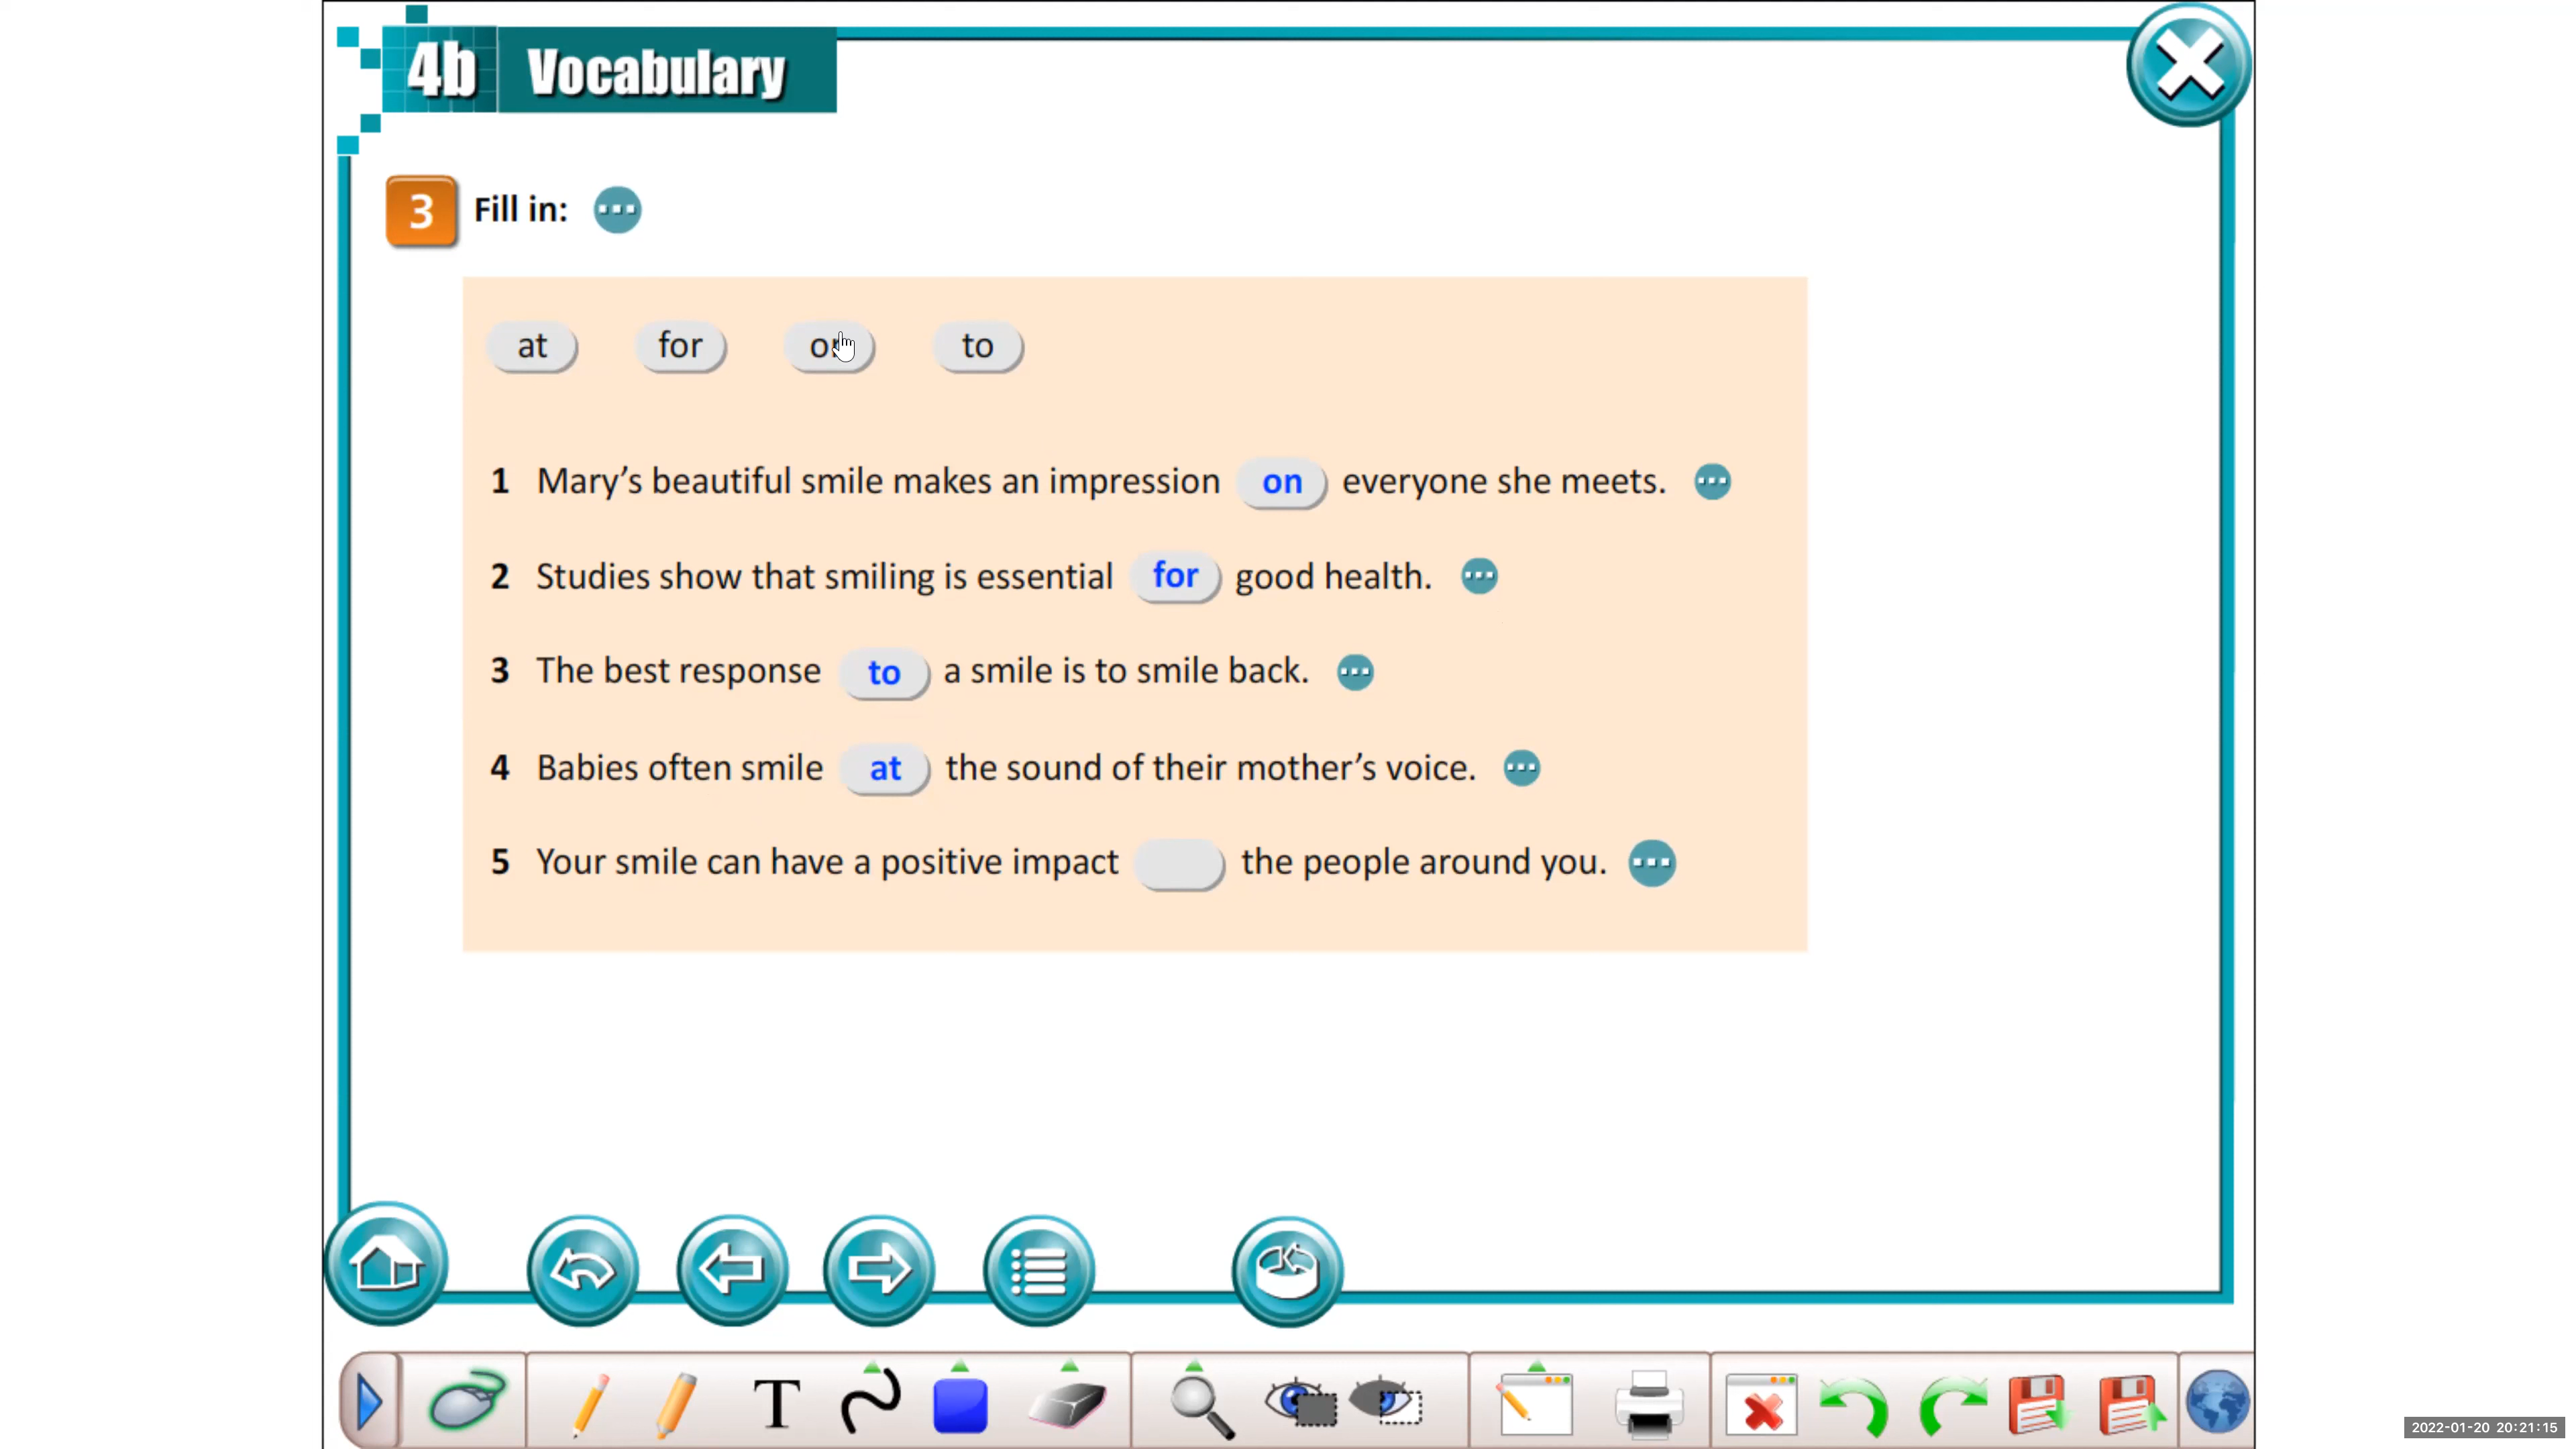 4b Vocabulary
3 Fill in:
at for on to
1 Mary's beautiful smile makes an impression on everyone she meets.
2 Studies show that smiling is essential for good health.
3 The best response to a smile is to smile back.
4 Babies often smile at the sound of their mother's voice.
5 Your smile can have a positive impact the people around you.
T
2022-01-20 20:21:15